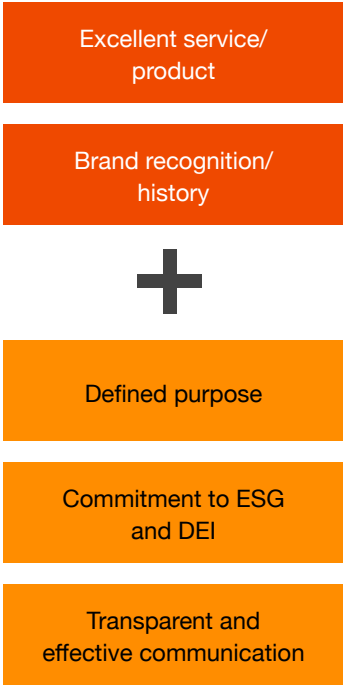 Excellent service/
product
Brand recognition/
history
Defined purpose
Commitment to ESG
and DEI
Transparent and
effective communication